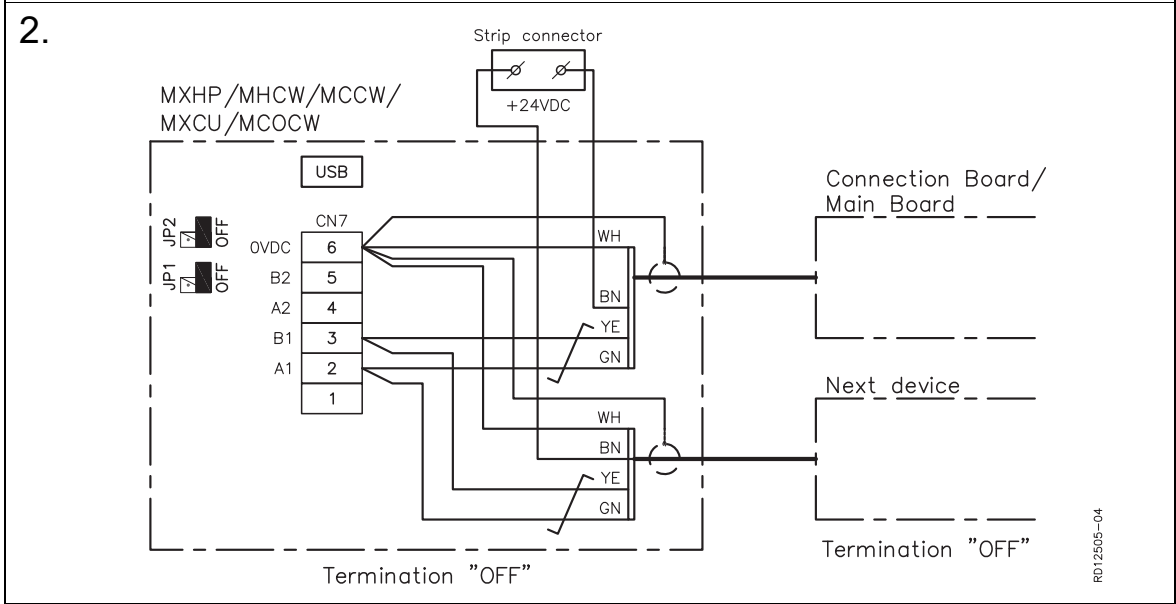 2.
Strip connector
+24VDC
MXHP/MHCW/MCCW/
MXCU/MCOCW
USB
JP2
OFF
JP1
OFF
CN7
0VDC 6
B2 5
A2 4
B1 3
A1 2
1
WH
BN
YE
GN
WH
BN
YE
GN
Connection Board/
Main Board
Next device
Termination "OFF"
Termination "OFF"
RD12505-04